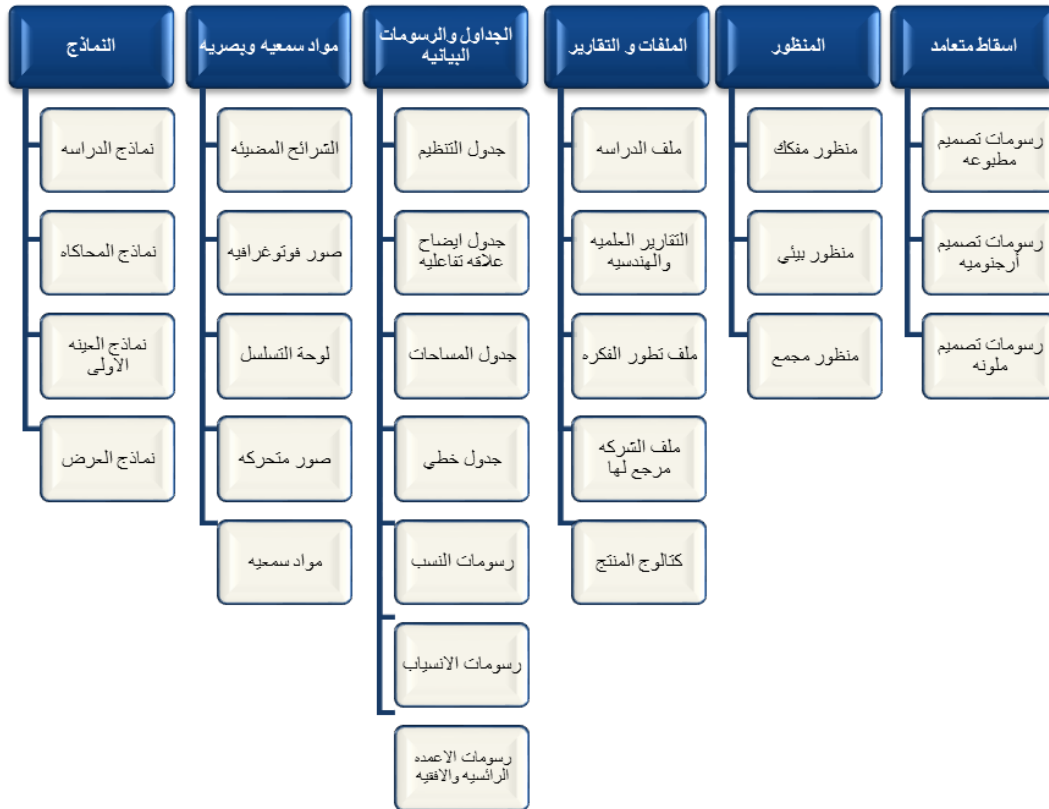 اسقاط متعامد
رسومات تصميم
مطبوعه
رسومات تصميم
أرجنوميه
رسومات تصميم
ملونه
المنظور
منظور مفكك
منظور بيئي
منظور مجمع
الملفات و التقارير
ملف الدراسه
التقارير العلميه
والهندسيه
ملف تطور الفكره
ملف الشركه
مرجع لها
كتالوج المنتج
الجداول والرسومات
البيانيه
جدول التنظيم
جدول ايضاح
علاقه تفاعليه
جدول المساحات
جدول خطي
رسومات النسب
رسومات الانسياب
رسومات الاعمده
الرائسيه والافقيه
مواد سمعيه وبصريه
الشرائح المضيئه
صور فوتوغرافيه
لوحة التسلسل
صور متحركه
مواد سمعيه
النماذج
نماذج الدراسه
نماذج المحاكاه
نماذج العينه
الاولى
نماذج العرض